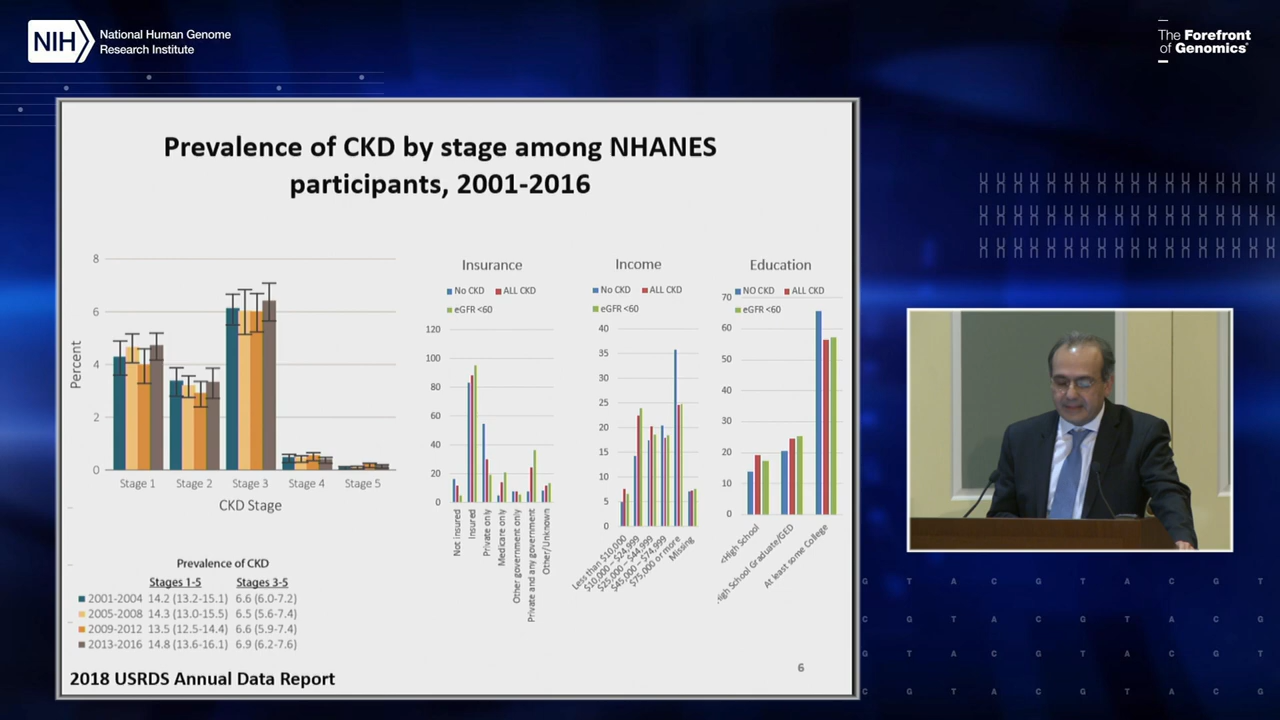 NIH
National Human Genome
Research Institute
The Forefront
of Genomics®
Prevalence of CKD by stage among NHANES
participants, 2001-2016
8
6
4
2
0
Percent
Stage 1
Stage 2
Stage 3
Stage 4
Stage 5
CKD Stage
Prevalence of CKD
Stages 1-5 Stages 3-5
2001-2004 14.2 (13.2-15.1) 6.6 (6.0-7.2)
2005-2008 14.3 (13.0-15.5) 6.5 (5.6-7.4)
2009-2012 13.5 (12.5-14.4) 6.6 (5.9-7.4)
2013-2016 14.8 (13.6-16.1) 6.9 (6.2-7.6)
Insurance
No CKD ALL CKD
eGFR <60
120
100
80
60
40
20
0
Not insured
Insured
Private only
Medicare only
Other government only
Private and any government
Other/Unknown
Income
No CKD ALL CKD
eGFR <60
40
35
30
25
20
15
10
5
0
Less than $10,000
$10,000 – $24,999
$25,000 – $44,999
$45,000 – $74,999
$75,000 or more
Missing
Education
NO CKD ALL CKD
eGFR <60
70
60
50
40
30
20
10
0
<High School
High School Graduate/GED
At least some College
6
2018 USRDS Annual Data Report
G T A C G T A C G T
C G T A C G T A C G
G T A C G T A C G T
C G T A C G T A C G